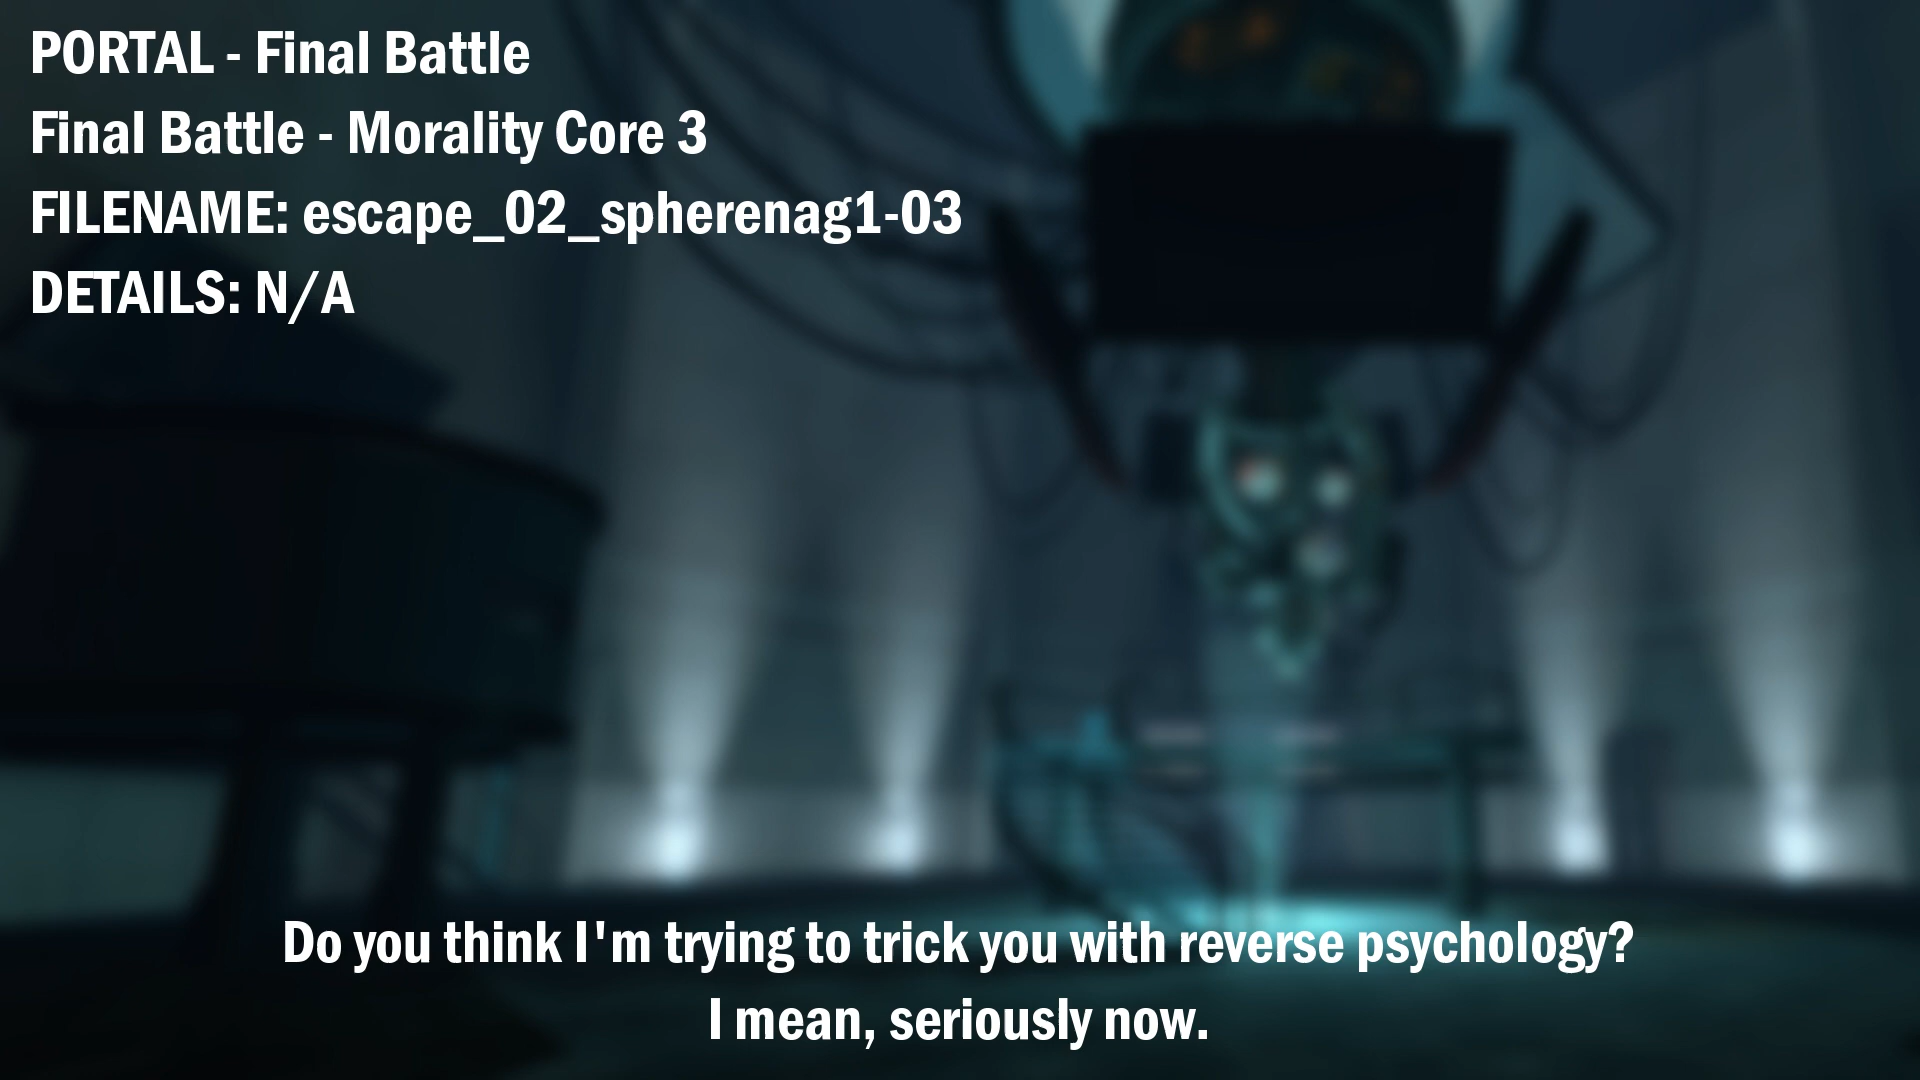 PORTAL - Final Battle
Final Battle - Morality Core 3
FILENAME: escape_02_spherenag1-03
DETAILS: N/A
Do you think I'm trying to trick you with reverse psychology?
I mean, seriously now.